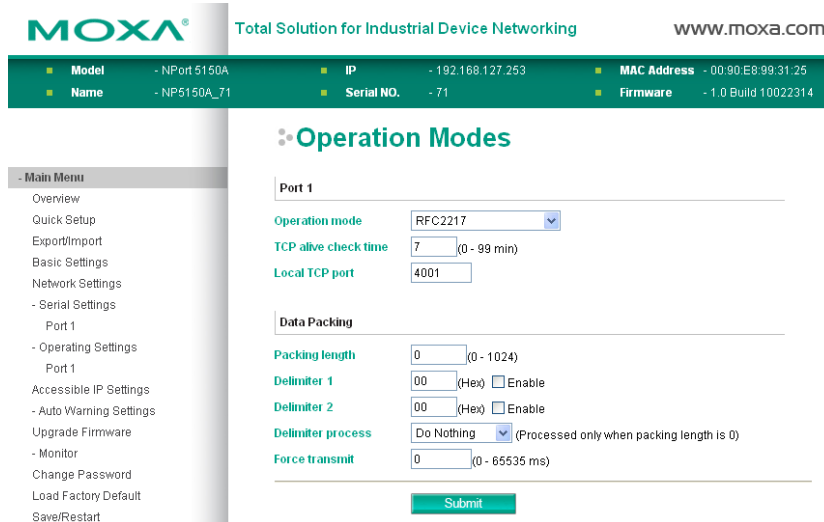 MOXA® Total Solution for Industrial Device Networking www.moxa.com
Model - NPort 5150A IP - 192.168.127.253 MAC Address - 00:90:E8:99:31:25
Name - NP5150A_71 Serial NO. - 71 Firmware - 1.0 Build 10022314
- Main Menu
Overview
Quick Setup
Export/Import
Basic Settings
Network Settings
- Serial Settings
Port 1
- Operating Settings
Port 1
Accessible IP Settings
- Auto Warning Settings
Upgrade Firmware
- Monitor
Change Password
Load Factory Default
Save/Restart
Operation Modes
Port 1
Operation mode RFC2217
TCP alive check time 7 (0 - 99 min)
Local TCP port 4001
Data Packing
Packing length 0 (0 - 1024)
Delimiter 1 00 (Hex) Enable
Delimiter 2 00 (Hex) Enable
Delimiter process Do Nothing (Processed only when packing length is 0)
Force transmit 0 (0 - 65535 ms)
Submit